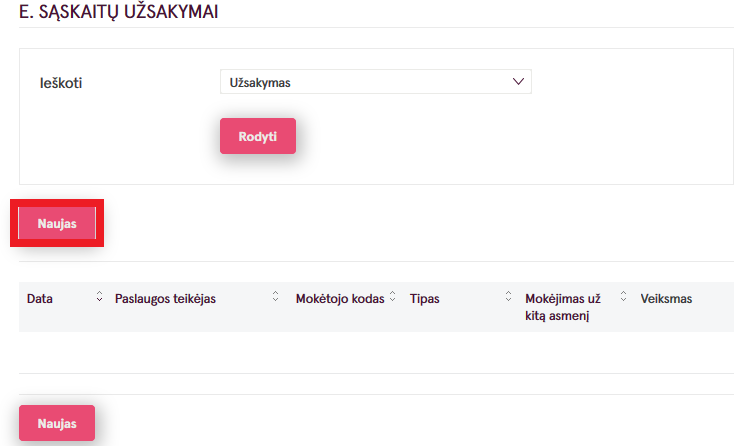 E. SĄSKAITŲ UŽSAKYMAI
Ieškoti
Užsakymas
Rodyti
Naujas
Data Paslaugos teikėjas Mokėtojo kodas Tipas Mokėjimas už Veiksmas
kitą asmenį
Naujas